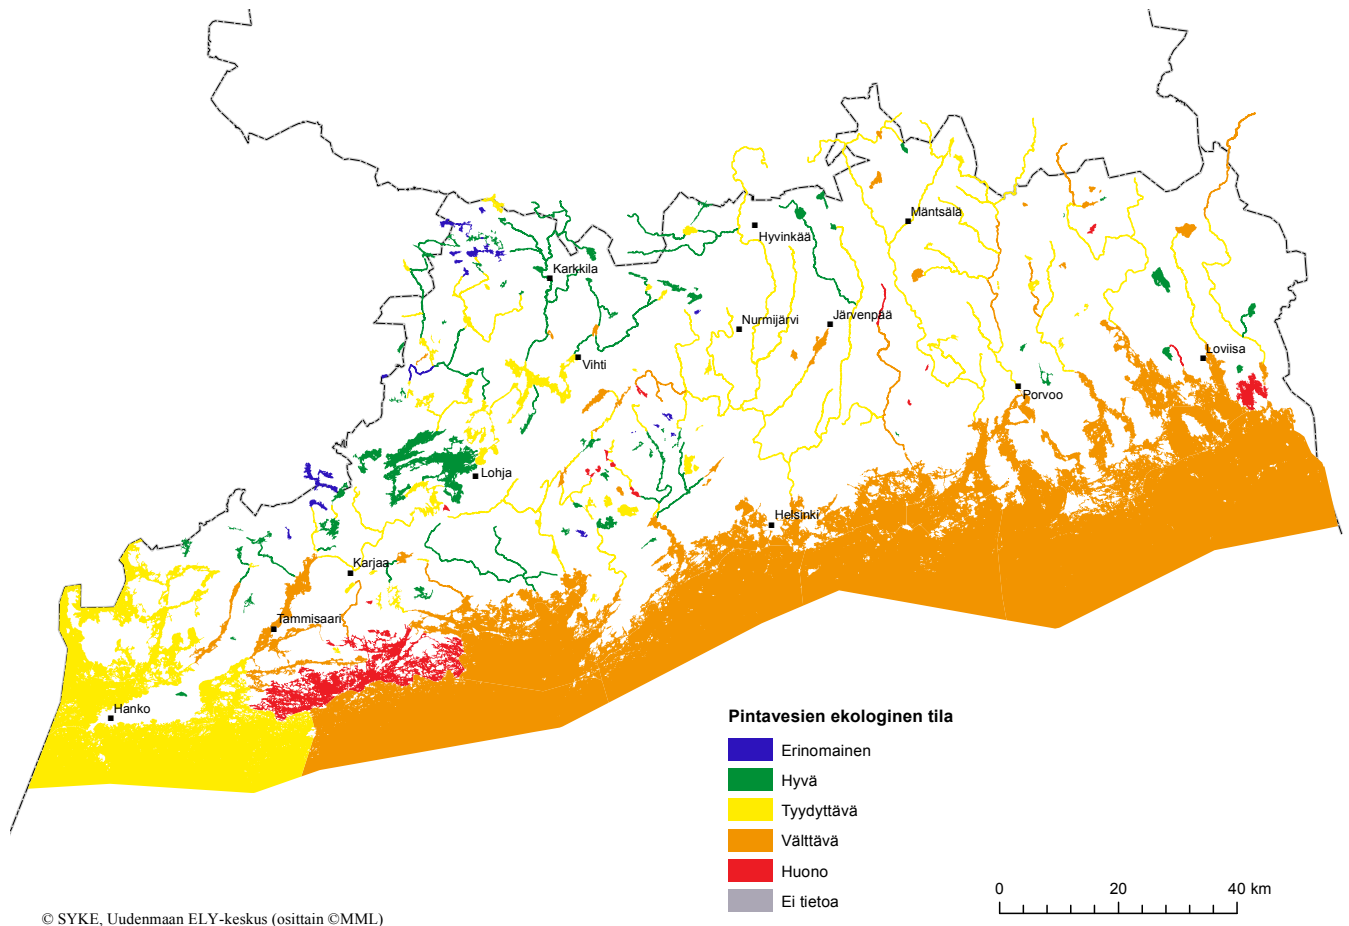 Mäntsälä
Hyvinkää
Karkkila
Nurmijärvi
Järvenpää
Vihti
Loviisa
Porvoo
Lohja
Helsinki
Karjaa
Tammisaari
Hanko
Pintavesien ekologinen tila
Erinomainen
Hyvä
Tyydyttävä
Välttävä
Huono
Ei tietoa
0 20 40 km
© SYKE, Uudenmaan ELY-keskus (osittain ©MML)